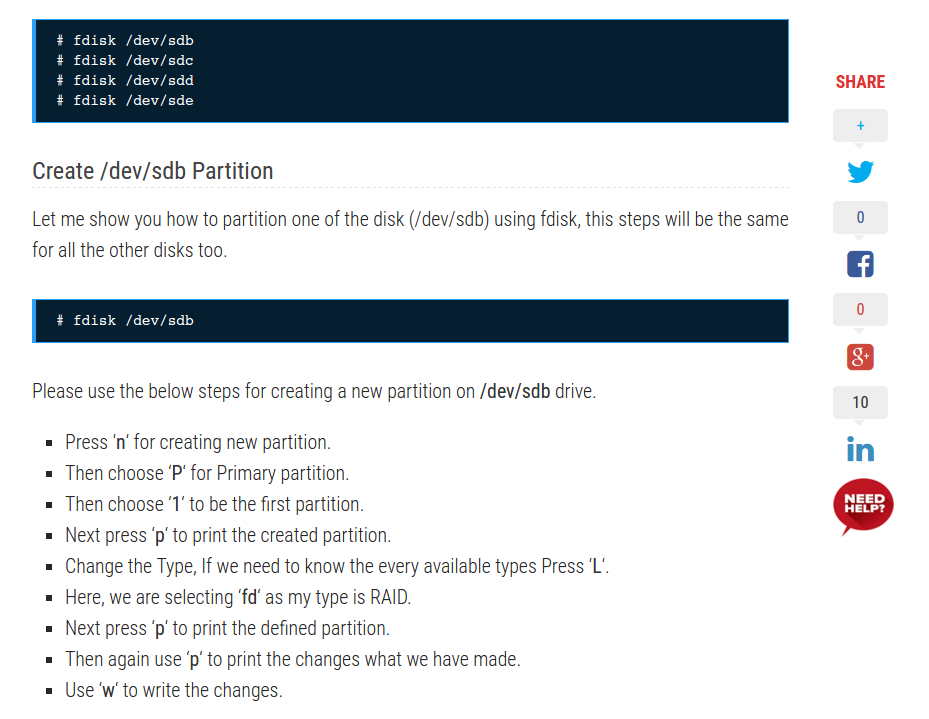 # fdisk /dev/sdb
# fdisk /dev/sdc
# fdisk /dev/sdd
# fdisk /dev/sde
Create /dev/sdb Partition
Let me show you how to partition one of the disk (/dev/sdb) using fdisk, this steps will be the same
for all the other disks too.
# fdisk /dev/sdb
Please use the below steps for creating a new partition on /dev/sdb drive.
Press ‘n‘ for creating new partition.
Then choose ‘P‘ for Primary partition.
Then choose ‘1‘ to be the first partition.
Next press ‘p‘ to print the created partition.
Change the Type, If we need to know the every available types Press ‘L‘.
Here, we are selecting ‘fd‘ as my type is RAID.
Next press ‘p‘ to print the defined partition.
Then again use ‘p‘ to print the changes what we have made.
Use ‘w‘ to write the changes.
SHARE
+
0
f
0
g+
10
in
NEED
HELP?